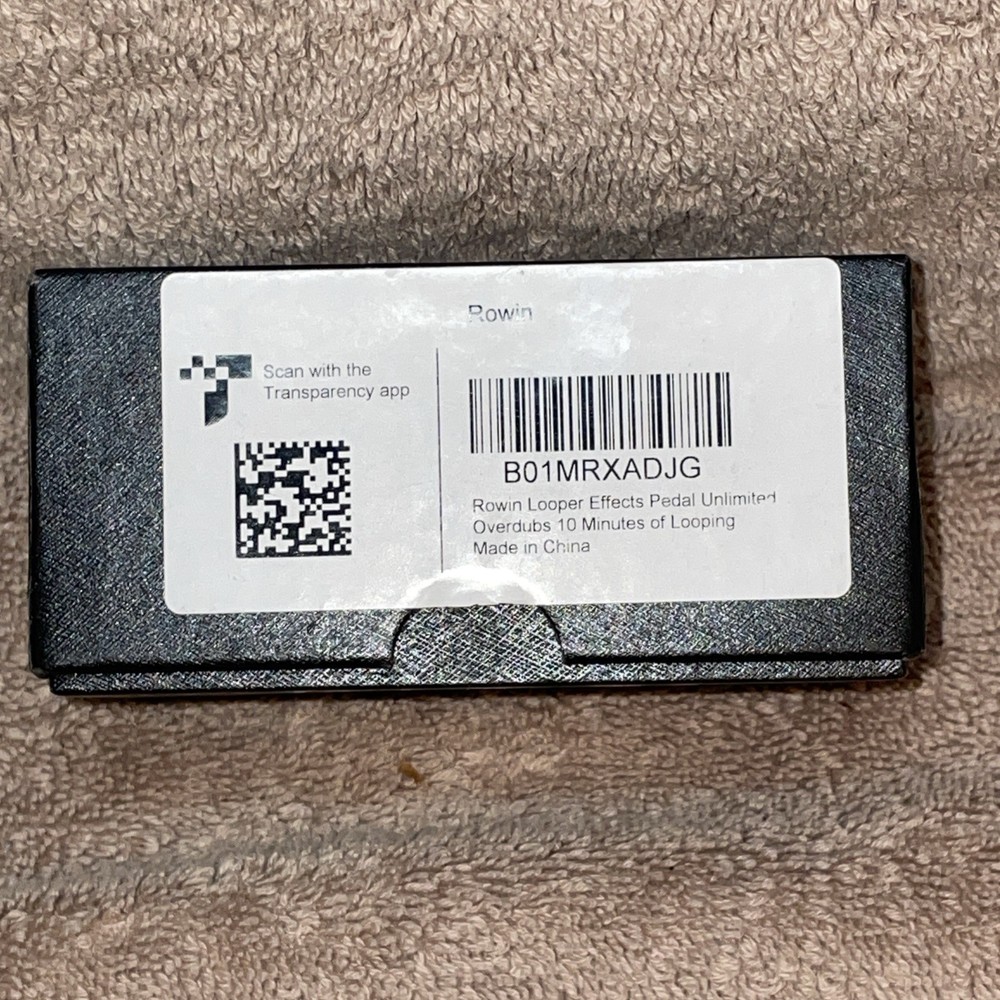 Rowin
Scan with the
Transparency app
B01MRXADJG
Rowin Looper Effects Pedal Unlimited
Overdubs 10 Minutes of Looping
Made in China